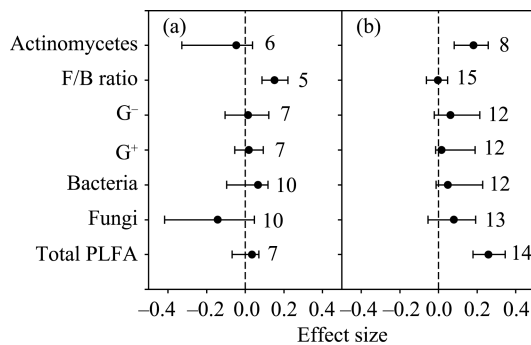 (a) (b)
Actinomycetes 6 8
F/B ratio 5 15
G⁻ 7 12
G⁺ 7 12
Bacteria 10 12
Fungi 10 13
Total PLFA 7 14
−0.4 −0.2 0.0 0.2 0.4 −0.4 −0.2 0.0 0.2 0.4
Effect size